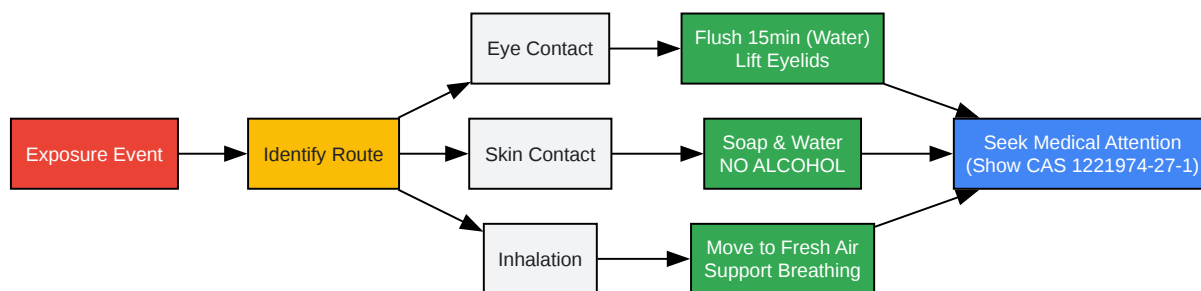 Exposure Event
Identify Route
Eye Contact
Flush 15min (Water)
Lift Eyelids
Skin Contact
Soap & Water
NO ALCOHOL
Inhalation
Move to Fresh Air
Support Breathing
Seek Medical Attention
(Show CAS 1221974-27-1)